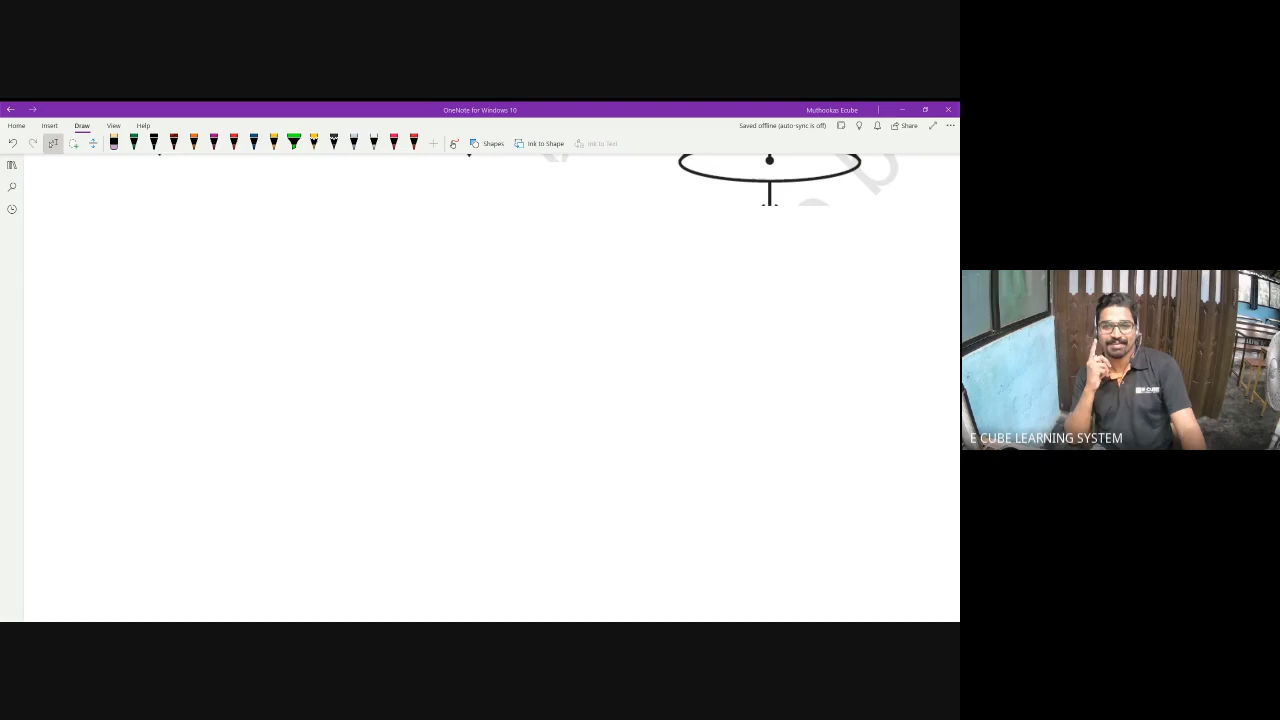 OneNote for Windows 10
Muthookas Ecube
Home Insert Draw View Help
Saved offline (auto-sync is off) Share
Shapes Ink to Shape Ink to Text
E CUBE
E CUBE LEARNING SYSTEM